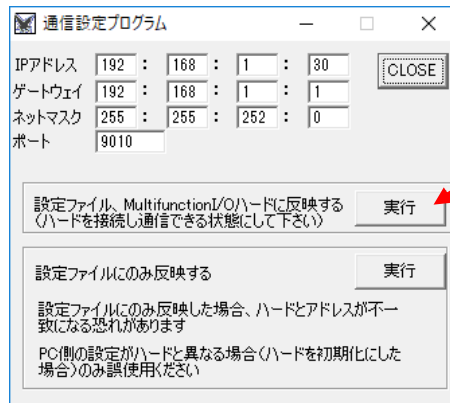 通信設定プログラム
IPアドレス 192 : 168 : 1 : 30
CLOSE
ゲートウェイ 192 : 168 : 1 : 1
ネットマスク 255 : 255 : 252 : 0
ポート 9010
設定ファイル、MultifunctionI/Oハードに反映する
(ハードを接続し通信できる状態にして下さい)
実行
設定ファイルにのみ反映する
実行
設定ファイルにのみ反映した場合、ハードとアドレスが不一
致になる恐れがあります
PC側の設定がハードと異なる場合(ハードを初期化にした
場合)のみ誤使用ください